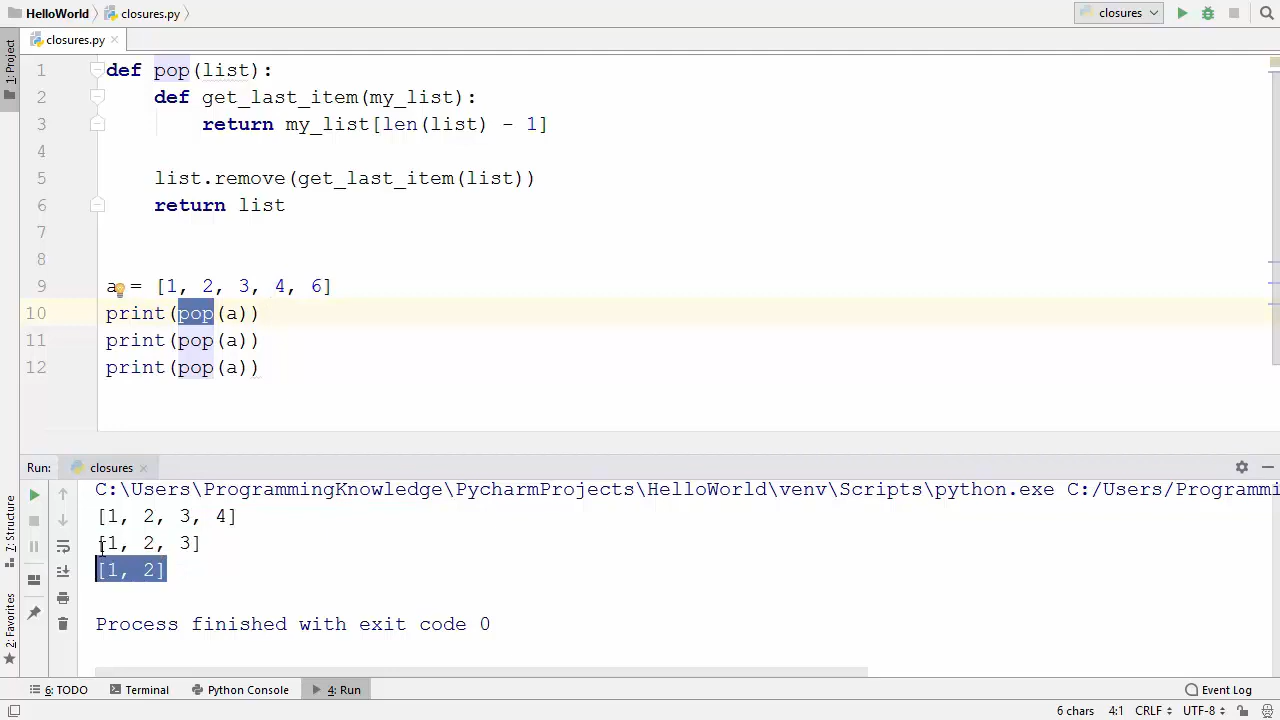 HelloWorld closures.py closures
closures.py
1: Project
1 def pop(list):
2     def get_last_item(my_list):
3         return my_list[len(list) - 1]
4
5     list.remove(get_last_item(list))
6     return list
7
8
9 a = [1, 2, 3, 4, 6]
10 print(pop(a))
11 print(pop(a))
12 print(pop(a))
Run: closures
C:\Users\ProgrammingKnowledge\PycharmProjects\HelloWorld\venv\Scripts\python.exe C:/Users/Programmi
[1, 2, 3, 4]
[1, 2, 3]
[1, 2]
Process finished with exit code 0
7: Structure
2: Favorites
6: TODO Terminal Python Console 4: Run Event Log
6 chars 4:1 CRLF UTF-8